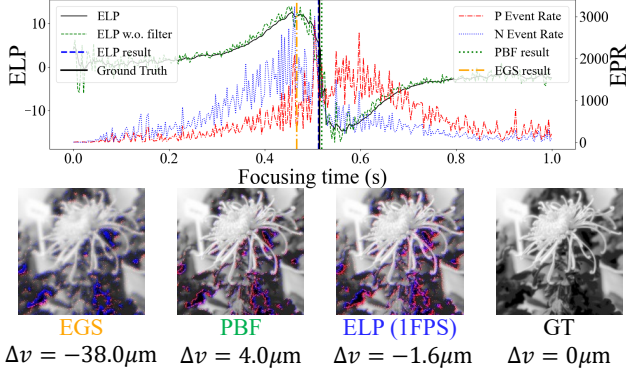 ELP
ELP w.o. filter
ELP result
Ground Truth
P Event Rate
N Event Rate
PBF result
EGS result
ELP
10
0
−10
EPR
3000
2000
1000
0
0.0 0.2 0.4 0.6 0.8 1.0
Focusing time (s)
EGS PBF ELP (1FPS) GT
Δv = −38.0μm Δv = 4.0μm Δv = −1.6μm Δv = 0μm